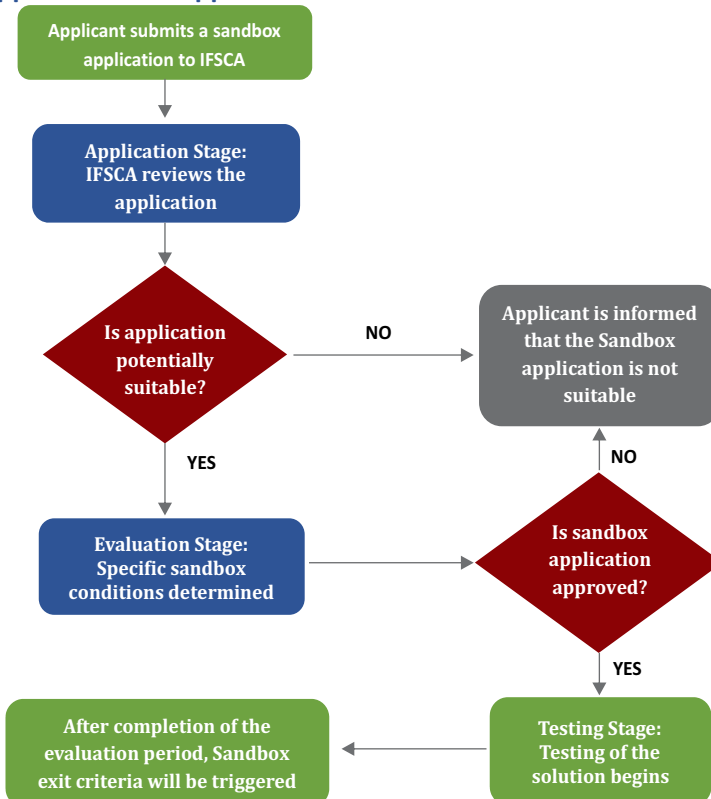 Applicant submits a sandbox
application to IFSCA
Application Stage:
IFSCA reviews the
application
Is application
potentially
suitable?
NO
Applicant is informed
that the Sandbox
application is not
suitable
YES
NO
Evaluation Stage:
Specific sandbox
conditions determined
Is sandbox
application
approved?
YES
After completion of the
evaluation period, Sandbox
exit criteria will be triggered
Testing Stage:
Testing of the
solution begins